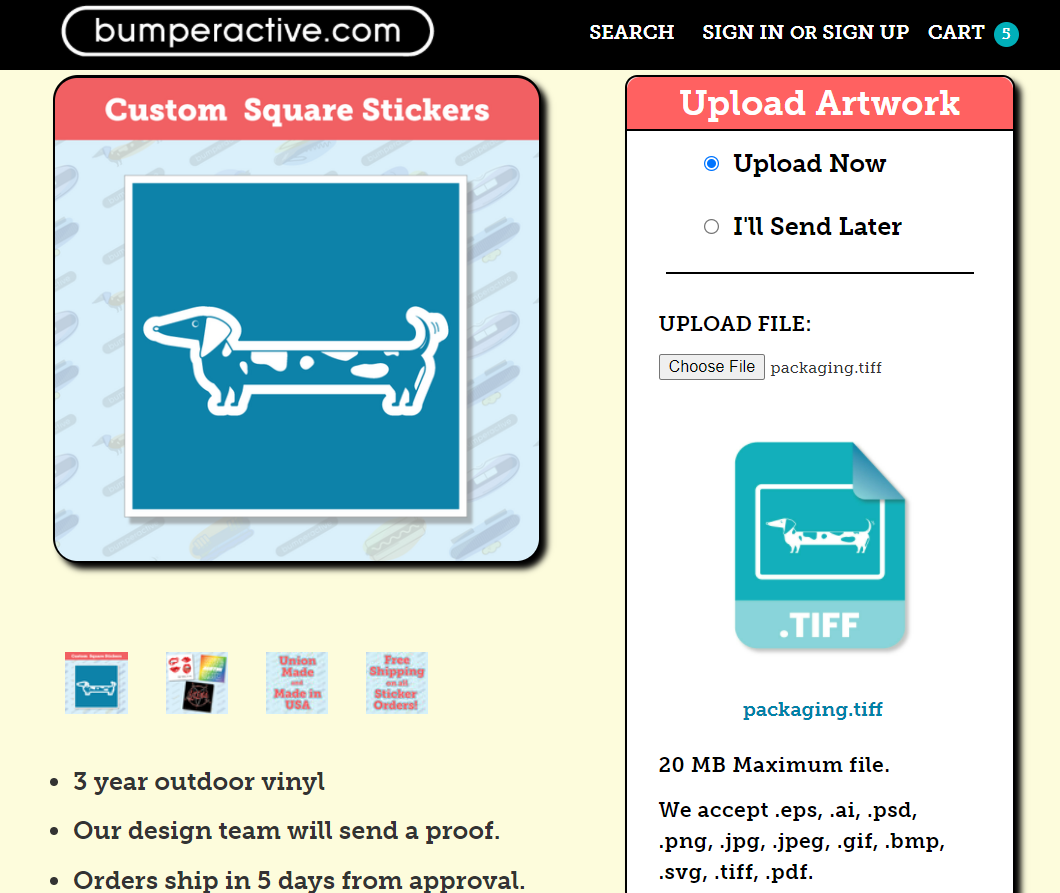 bumperactive.com
SEARCH
SIGN IN OR SIGN UP
CART 5
Custom Square Stickers
Upload Artwork
Upload Now
I'll Send Later
UPLOAD FILE:
Choose File packaging.tiff
.TIFF
packaging.tiff
20 MB Maximum file.
We accept .eps, .ai, .psd,
.png, .jpg, .jpeg, .gif, .bmp,
.svg, .tiff, .pdf.
Custom Square Stickers
Union
Made
and
Made in
USA
Free
Shipping
on all
Sticker
Orders!
3 year outdoor vinyl
Our design team will send a proof.
Orders ship in 5 days from approval.